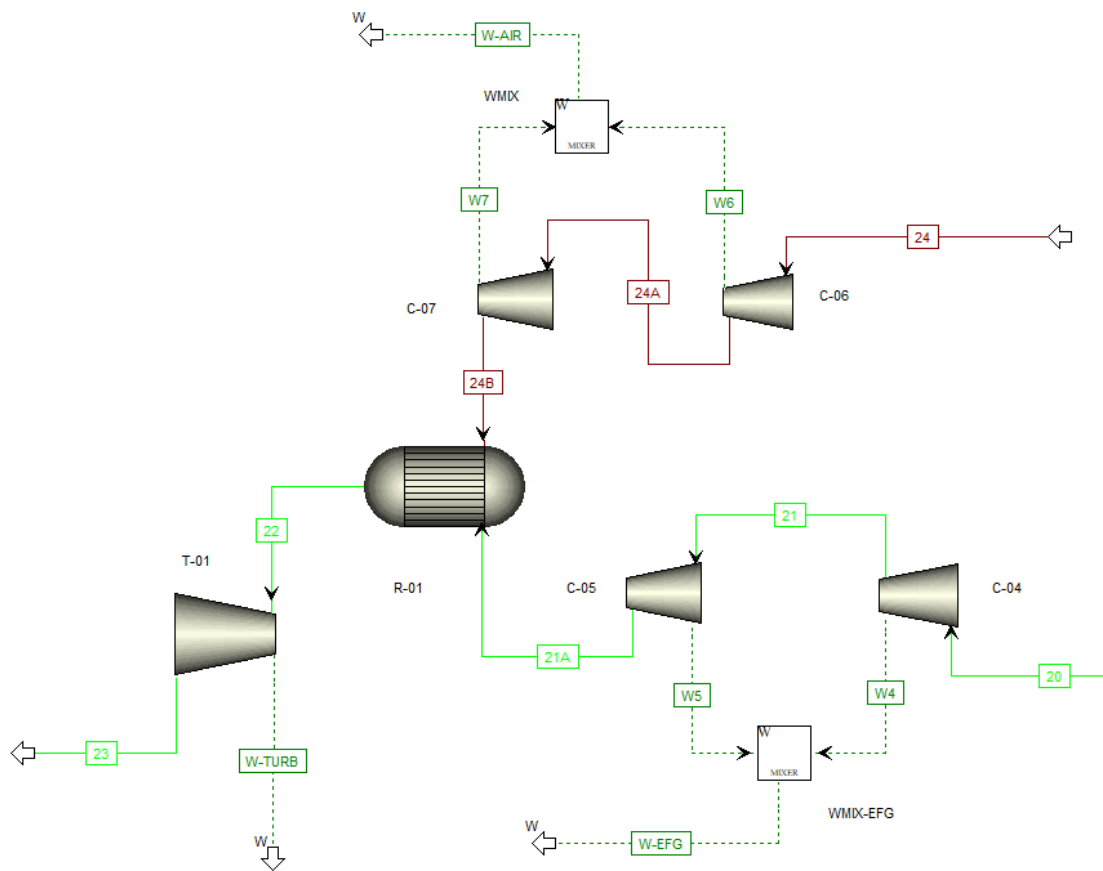 W
W-AIR
WMIX
W
MIXER
W7
W6
24
24A
C-07
C-06
24B
22
21
T-01
R-01
C-05
C-04
21A
W5
W4
20
23
W-TURB
W
MIXER
WMIX-EFG
W
W
W-EFG